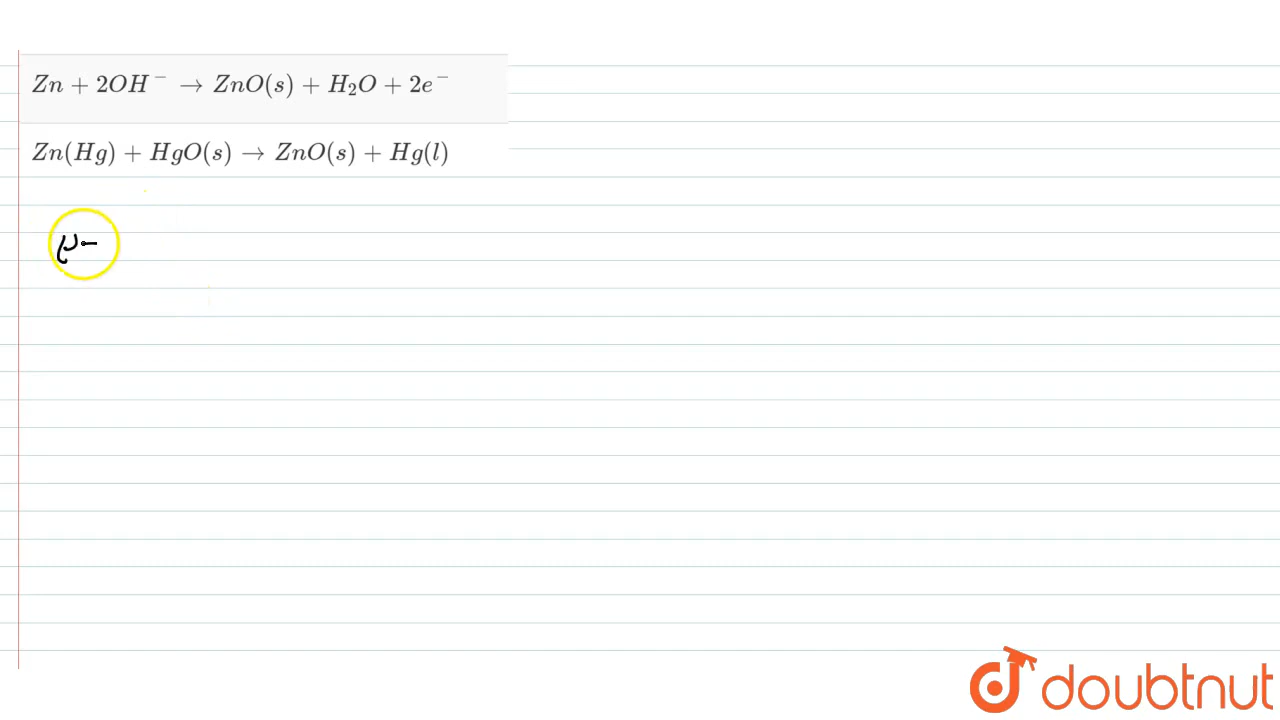 Zn + 2OH⁻ → ZnO(s) + H₂O + 2e⁻
Zn(Hg) + HgO(s) → ZnO(s) + Hg(l)
doubtnut